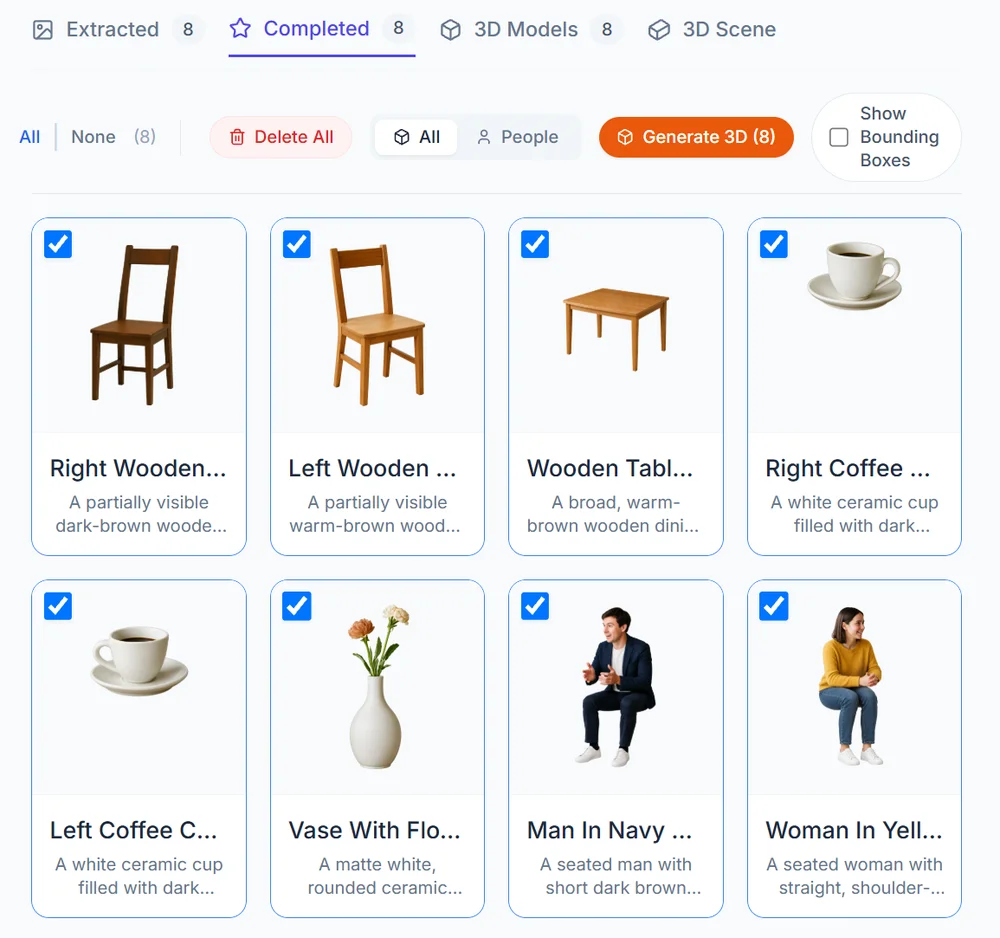 Extracted 8 Completed 8 3D Models 8 3D Scene
All None (8) Delete All All People Generate 3D (8) Show
Bounding
Boxes
Right Wooden...
A partially visible
dark-brown woode...
Left Wooden ...
A partially visible
warm-brown wood...
Wooden Tabl...
A broad, warm-
brown wooden dini...
Right Coffee ...
A white ceramic cup
filled with dark...
Left Coffee C...
A white ceramic cup
filled with dark...
Vase With Flo...
A matte white,
rounded ceramic...
Man In Navy ...
A seated man with
short dark brown...
Woman In Yell...
A seated woman with
straight, shoulder-...